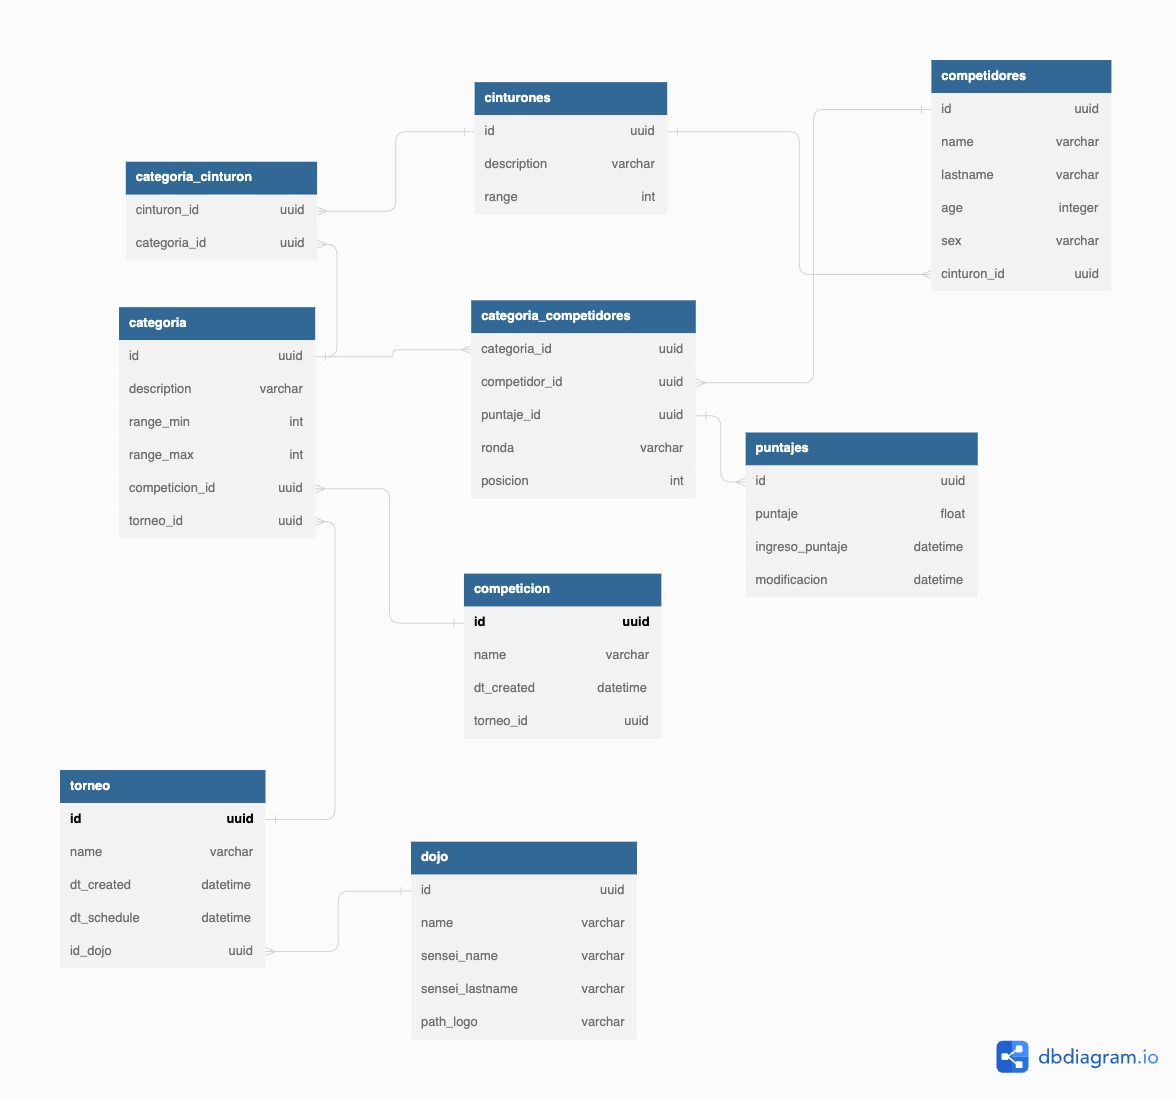 cinturones
id uuid
description varchar
range int
competidores
id uuid
name varchar
lastname varchar
age integer
sex varchar
cinturon_id uuid
categoria_cinturon
cinturon_id uuid
categoria_id uuid
categoria
id uuid
description varchar
range_min int
range_max int
competicion_id uuid
torneo_id uuid
categoria_competidores
categoria_id uuid
competidor_id uuid
puntaje_id uuid
ronda varchar
posicion int
puntajes
id uuid
puntaje float
ingreso_puntaje datetime
modificacion datetime
competicion
id uuid
name varchar
dt_created datetime
torneo_id uuid
torneo
id uuid
name varchar
dt_created datetime
dt_schedule datetime
id_dojo uuid
dojo
id uuid
name varchar
sensei_name varchar
sensei_lastname varchar
path_logo varchar
dbdiagram.io